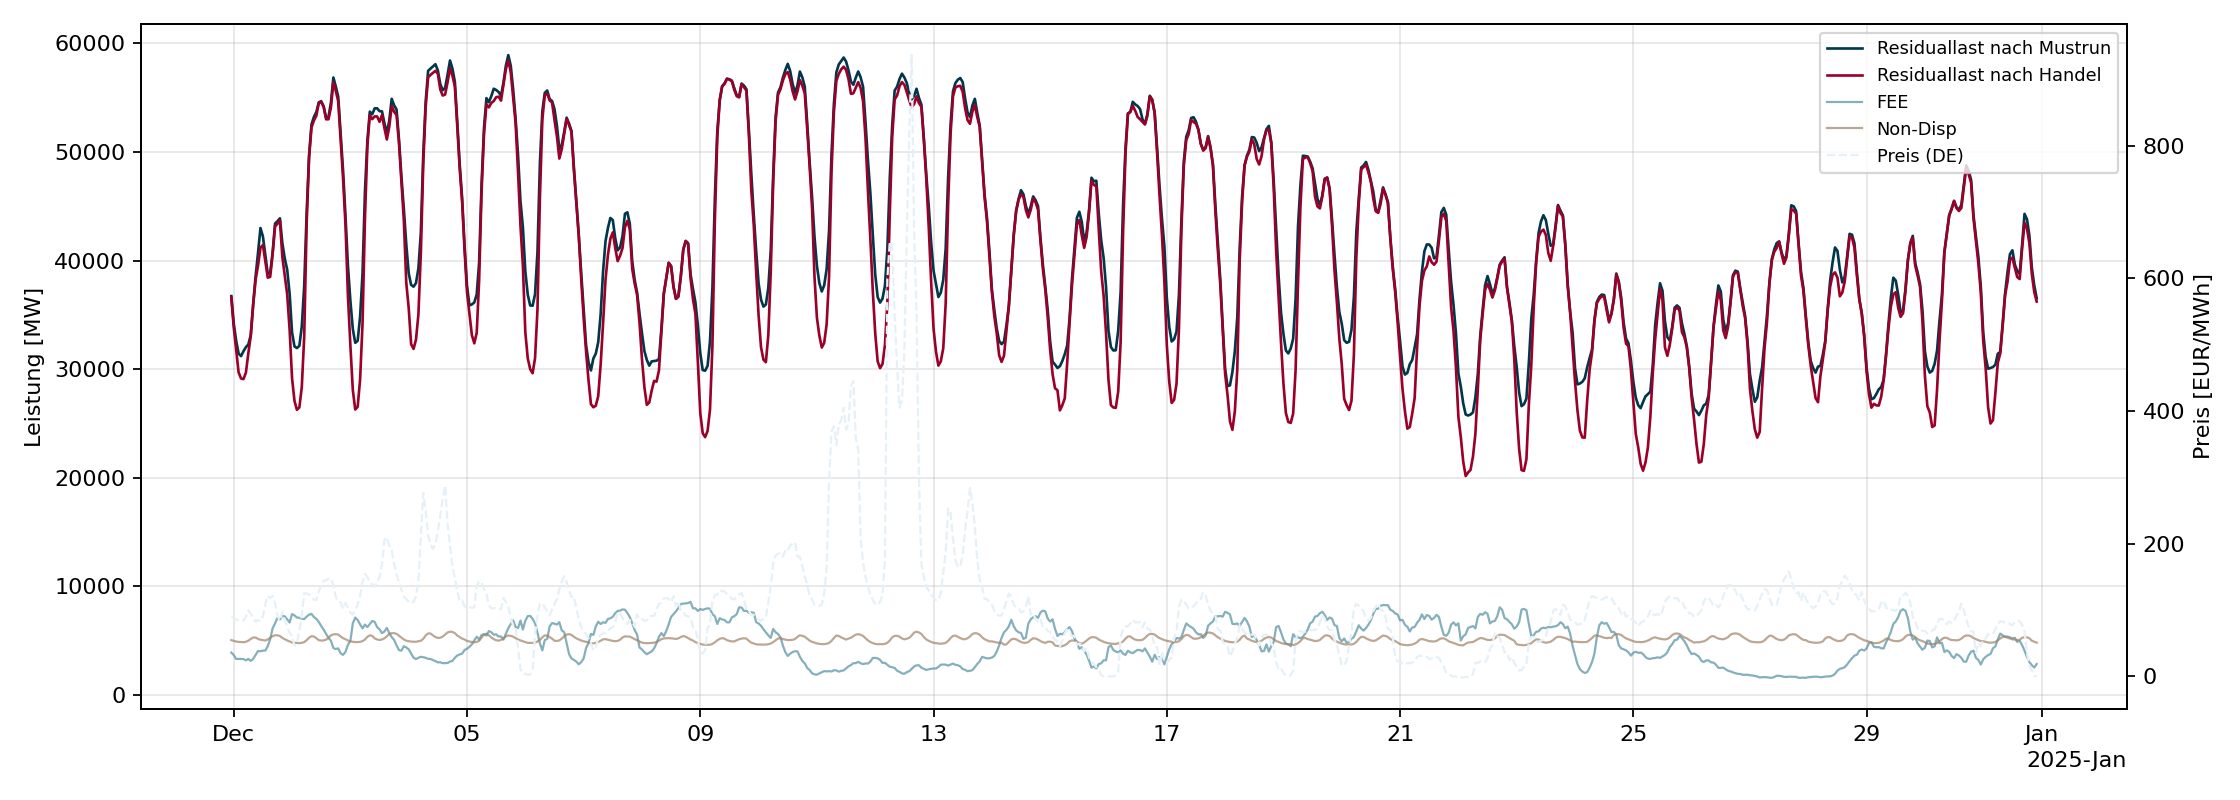 Residuallast nach Mustrun
Residuallast nach Handel
FEE
Non-Disp
Preis (DE)
Leistung [MW]
60000
50000
40000
30000
20000
10000
0
Preis [EUR/MWh]
800
600
400
200
0
Dec 05 09 13 17 21 25 29 Jan
2025-Jan